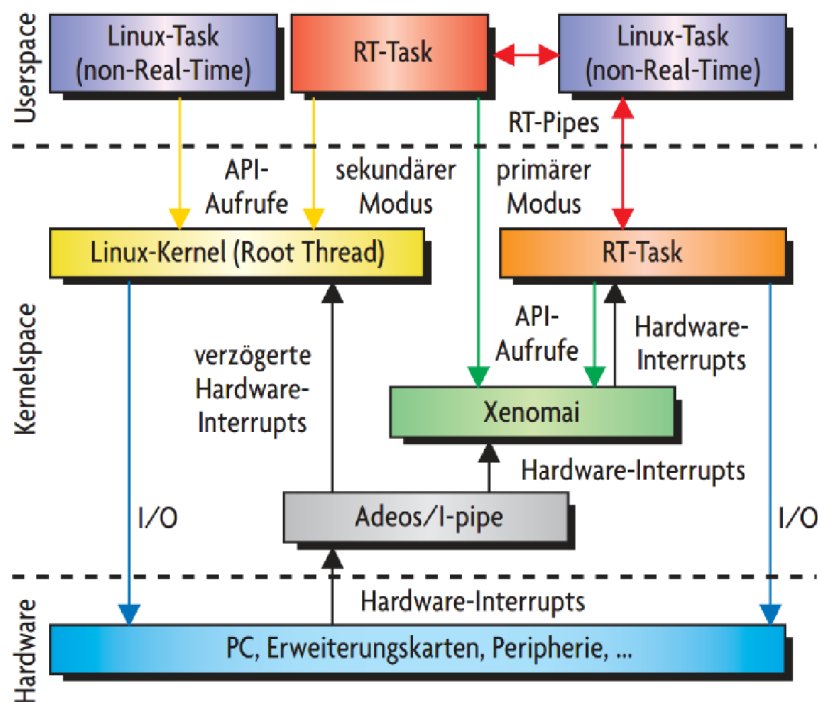 Userspace
Linux-Task
(non-Real-Time)
RT-Task
Linux-Task
(non-Real-Time)
RT-Pipes
Kernelspace
API-
Aufrufe
sekundärer
Modus
primärer
Modus
Linux-Kernel (Root Thread)
RT-Task
verzögerte
Hardware-
Interrupts
API-
Aufrufe
Hardware-
Interrupts
Xenomai
Hardware-Interrupts
I/O
Adeos/I-pipe
I/O
Hardware
Hardware-Interrupts
PC, Erweiterungskarten, Peripherie, ...